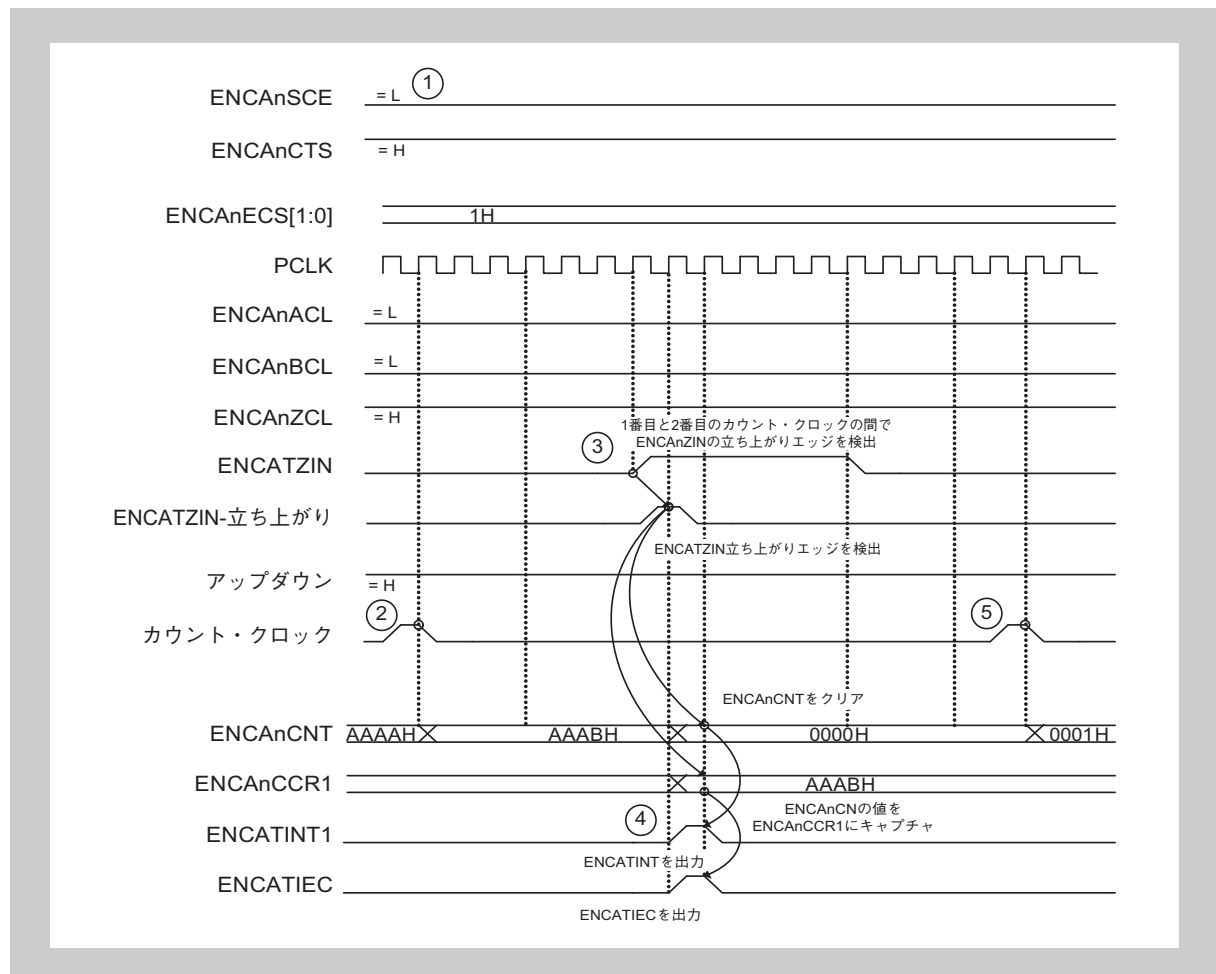 ENCAnSCE = L ①
ENCAnCTS = H
ENCAnECS[1:0] 1H
PCLK
ENCAnACL = L
ENCAnBCL = L
ENCAnZCL = H
1番目と2番目のカウント・クロックの間で
ENCAnZINの立ち上がりエッジを検出
ENCATZIN ③
ENCATZIN-立ち上がり
ENCATZIN立ち上がりエッジを検出
アップダウン = H
カウント・クロック ② ⑤
ENCAnCNTをクリア
ENCAnCNT AAAAH AAABH 0000H 0001H
ENCAnCCR1 AAABH
ENCAnCNの値を
ENCAnCCR1にキャプチャ
ENCATINT1 ④
ENCATINTを出力
ENCATIEC
ENCATIECを出力